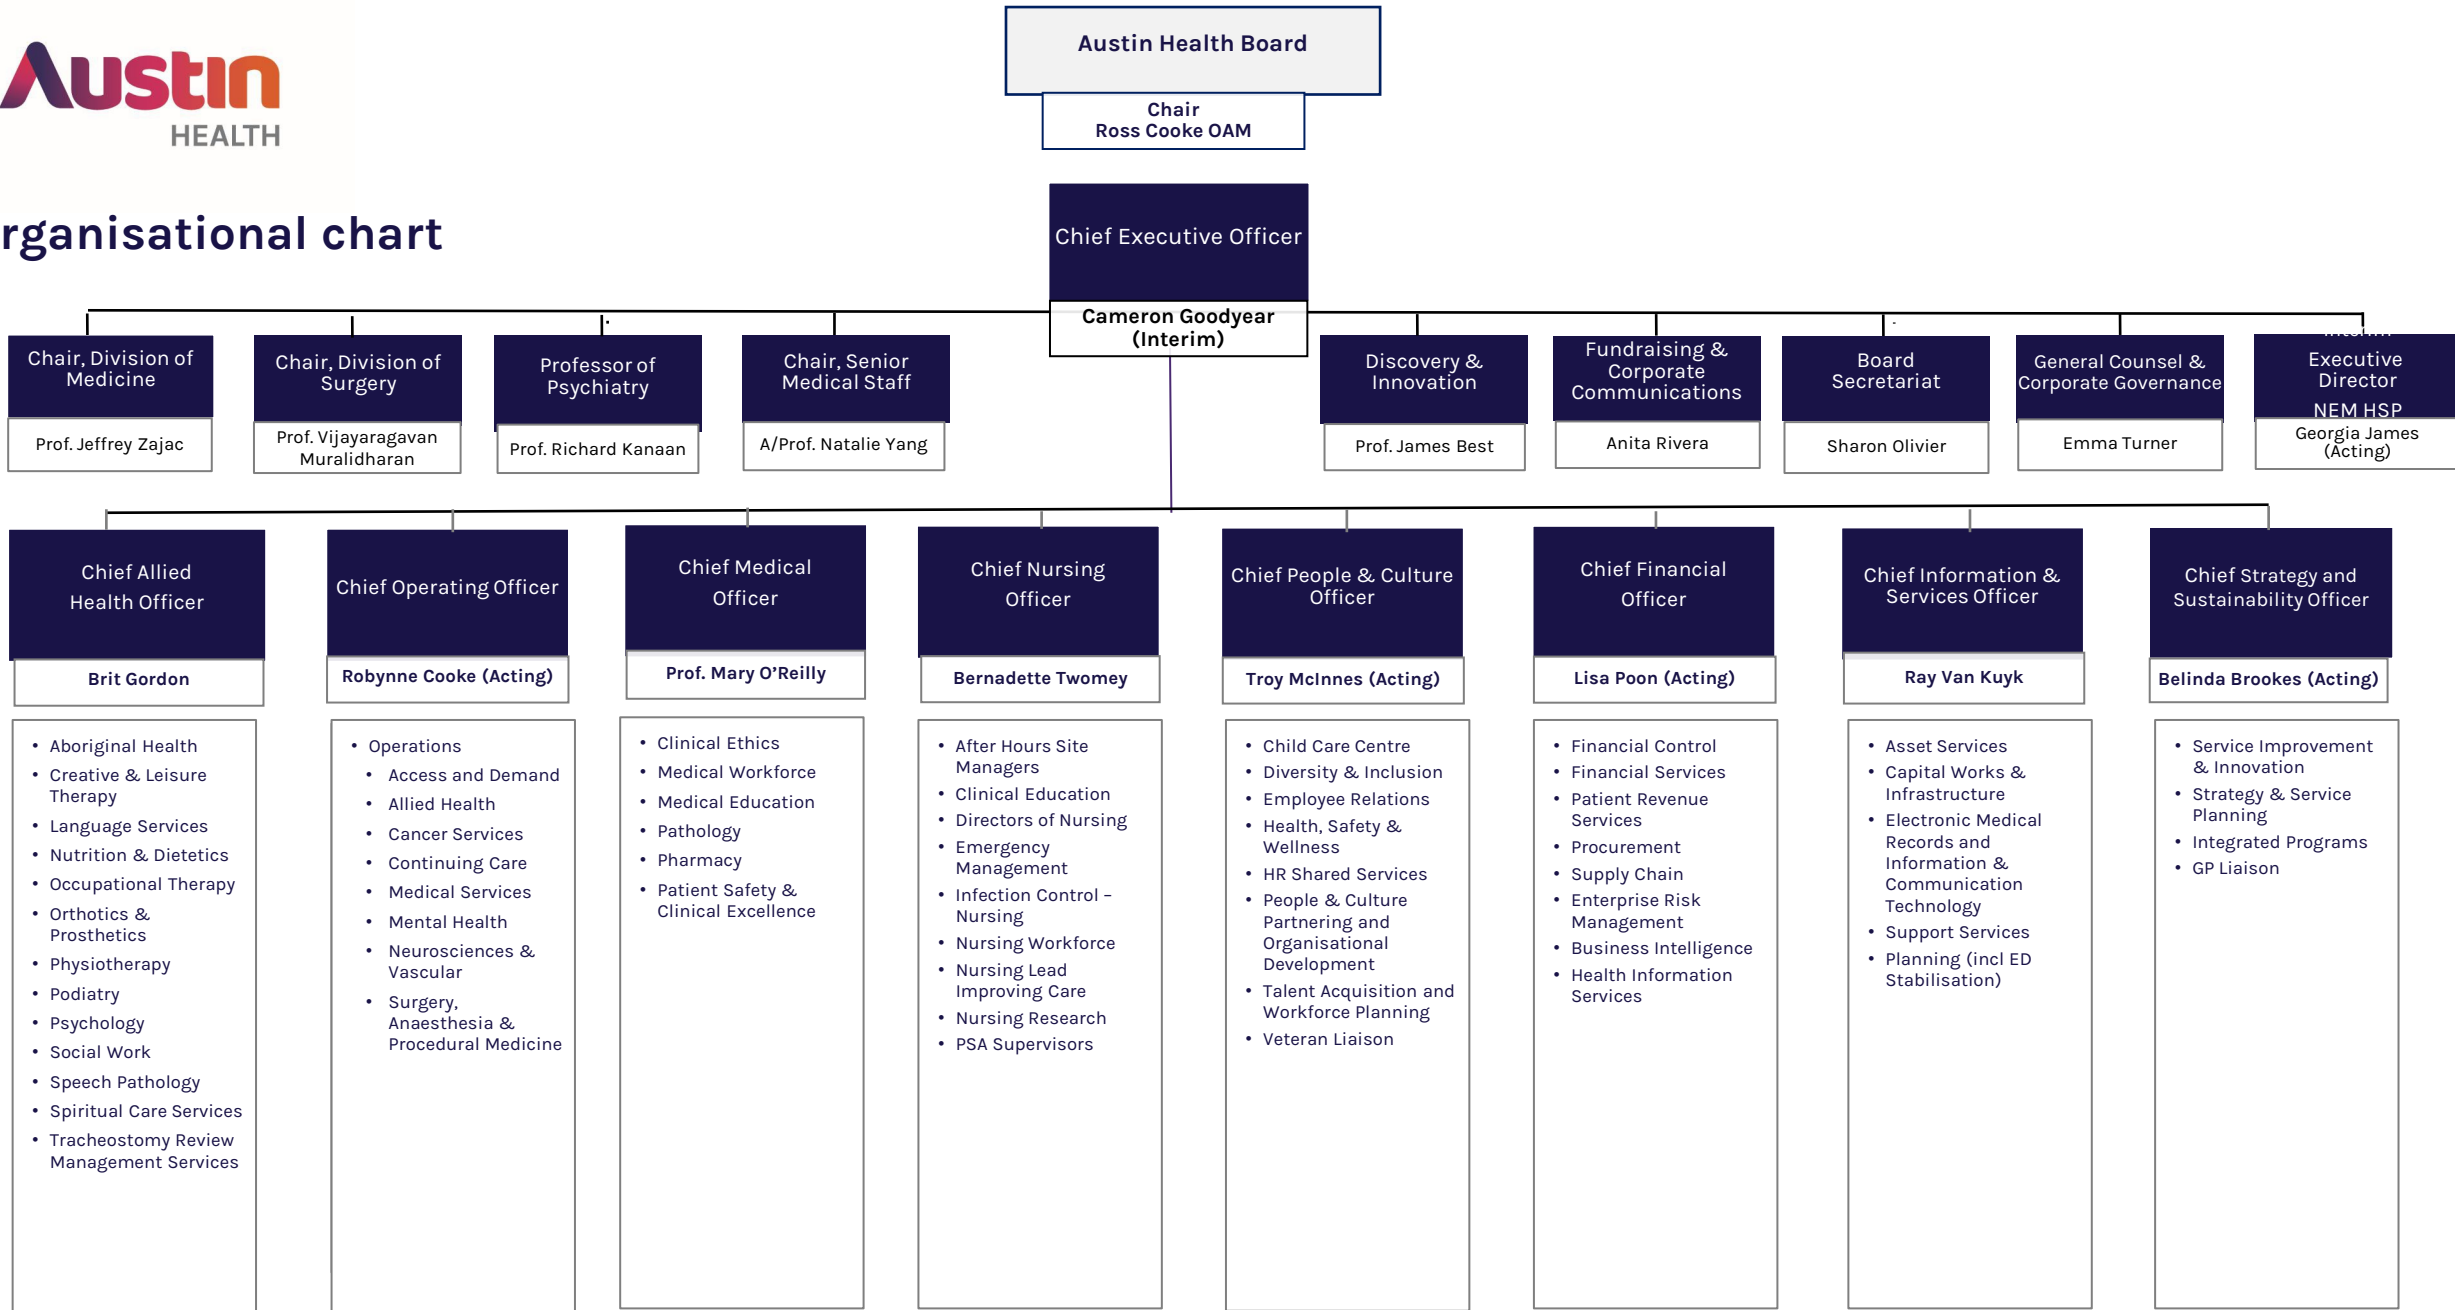 Austin
HEALTH
rganisational chart
Austin Health Board
Chair
Ross Cooke OAM
Chief Executive Officer
Cameron Goodyear
(Interim)
Chair, Division of
Medicine
Prof. Jeffrey Zajac
Chair, Division of
Surgery
Prof. Vijayaragavan
Muralidharan
Professor of
Psychiatry
Prof. Richard Kanaan
Chair, Senior
Medical Staff
A/Prof. Natalie Yang
Discovery &
Innovation
Prof. James Best
Fundraising &
Corporate
Communications
Anita Rivera
Board
Secretariat
Sharon Olivier
General Counsel &
Corporate Governance
Emma Turner
Interim
Executive
Director
NEM HSP
Georgia James
(Acting)
Chief Allied
Health Officer
Brit Gordon
• Aboriginal Health
• Creative & Leisure
Therapy
• Language Services
• Nutrition & Dietetics
• Occupational Therapy
• Orthotics &
Prosthetics
• Physiotherapy
• Podiatry
• Psychology
• Social Work
• Speech Pathology
• Spiritual Care Services
• Tracheostomy Review
Management Services
Chief Operating Officer
Robynne Cooke (Acting)
• Operations
• Access and Demand
• Allied Health
• Cancer Services
• Continuing Care
• Medical Services
• Mental Health
• Neurosciences &
Vascular
• Surgery,
Anaesthesia &
Procedural Medicine
Chief Medical
Officer
Prof. Mary O’Reilly
• Clinical Ethics
• Medical Workforce
• Medical Education
• Pathology
• Pharmacy
• Patient Safety &
Clinical Excellence
Chief Nursing
Officer
Bernadette Twomey
• After Hours Site
Managers
• Clinical Education
• Directors of Nursing
• Emergency
Management
• Infection Control –
Nursing
• Nursing Workforce
• Nursing Lead
Improving Care
• Nursing Research
• PSA Supervisors
Chief People & Culture
Officer
Troy McInnes (Acting)
• Child Care Centre
• Diversity & Inclusion
• Employee Relations
• Health, Safety &
Wellness
• HR Shared Services
• People & Culture
Partnering and
Organisational
Development
• Talent Acquisition and
Workforce Planning
• Veteran Liaison
Chief Financial
Officer
Lisa Poon (Acting)
• Financial Control
• Financial Services
• Patient Revenue
Services
• Procurement
• Supply Chain
• Enterprise Risk
Management
• Business Intelligence
• Health Information
Services
Chief Information &
Services Officer
Ray Van Kuyk
• Asset Services
• Capital Works &
Infrastructure
• Electronic Medical
Records and
Information &
Communication
Technology
• Support Services
• Planning (incl ED
Stabilisation)
Chief Strategy and
Sustainability Officer
Belinda Brookes (Acting)
• Service Improvement
& Innovation
• Strategy & Service
Planning
• Integrated Programs
• GP Liaison